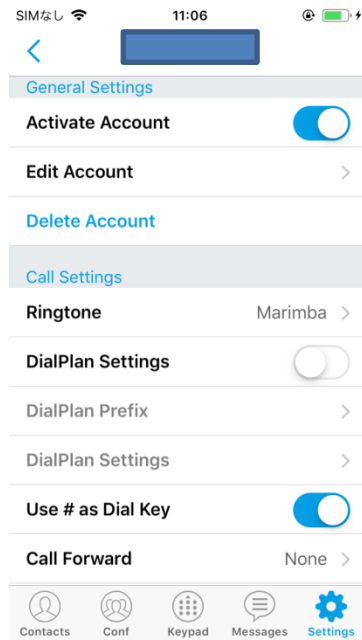 SIMなし 11:06
General Settings
Activate Account
Edit Account
Delete Account
Call Settings
Ringtone Marimba
DialPlan Settings
DialPlan Prefix
DialPlan Settings
Use # as Dial Key
Call Forward None
Contacts Conf Keypad Messages Settings